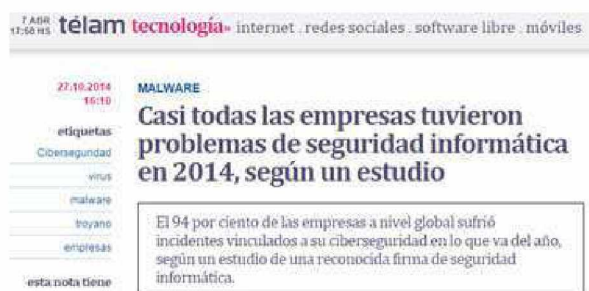 7 ABR
17:58 HS
télam tecnología» internet . redes sociales . software libre . móviles
27.10.2014
16:10
etiquetas
Ciberseguridad
virus
malware
troyano
empresas
esta nota tiene
MALWARE
Casi todas las empresas tuvieron
problemas de seguridad informática
en 2014, según un estudio
El 94 por ciento de las empresas a nivel global sufrió
incidentes vinculados a su ciberseguridad en lo que va del año,
según un estudio de una reconocida firma de seguridad
informática.